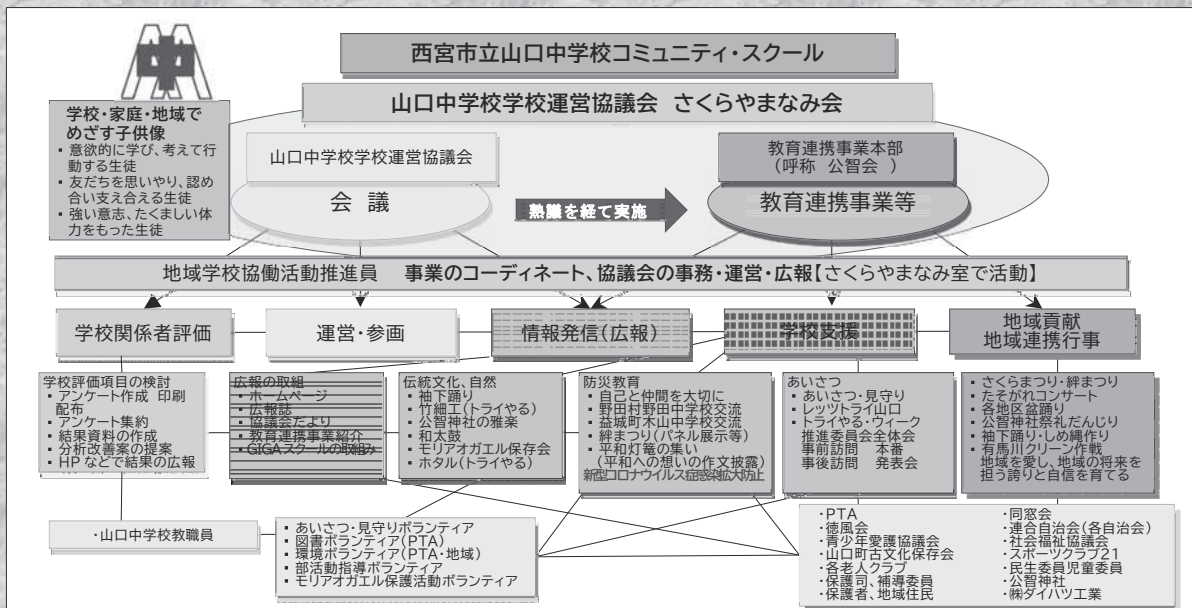 西宮市立山口中学校コミュニティ・スクール
山口中学校学校運営協議会 さくらやまなみ会
学校・家庭・地域で
めざす子供像
▪ 意欲的に学び、考えて行
動する生徒
▪ 友だちを思いやり、認め
合い支え合える生徒
▪ 強い意志、たくましい体
力をもった生徒
山口中学校学校運営協議会
会 議
熟議を経て実施
教育連携事業本部
（呼称 公智会 ）
教育連携事業等
地域学校協働活動推進員 事業のコーディネート、協議会の事務・運営・広報【さくらやまなみ室で活動】
学校関係者評価
運営・参画
情報発信（広報）
学校支援
地域貢献
地域連携行事
学校評価項目の検討
▪ アンケート作成 印刷
配布
▪ アンケート集約
▪ 結果資料の作成
▪ 分析改善案の提案
▪ HP などで結果の広報
広報の取組
▪ ホームページ
▪ 広報誌
▪ 協議会だより
▪ 教育連携事業紹介
▪ GIGAスクールの取組み
伝統文化、自然
▪ 袖下踊り
▪ 竹細工（トライやる）
▪ 公智神社の雅楽
▪ 和太鼓
▪ モリアオガエル保存会
▪ ホタル（トライやる）
防災教育
▪ 自己と仲間を大切に
▪ 野田村野田中学校交流
▪ 益城町木山中学校交流
▪ 絆まつり（パネル展示等）
▪ 平和灯篭の集い
（平和への想いの作文披露）
新型コロナウイルス症感染拡大防止
あいさつ
▪ あいさつ・見守り
▪ レッツトライ山口
▪ トライやる・ウィーク
推進委員会全体会
事前訪問 本番
事後訪問 発表会
▪ さくらまつり・絆まつり
▪ たそがれコンサート
▪ 各地区盆踊り
▪ 公智神社祭礼だんじり
▪ 袖下踊り・しめ縄作り
▪ 有馬川クリーン作戦
地域を愛し、地域の将来を
担う誇りと自信を育てる
・山口中学校教職員
▪ あいさつ・見守りボランティア
▪ 図書ボランティア（PTA）
▪ 環境ボランティア（PTA・地域）
▪ 部活動指導ボランティア
▪ モリアオガエル保護活動ボランティア
・PTA
・徳風会
・青少年愛護協議会
・山口町古文化保存会
・各老人クラブ
・保護司、補導委員
・保護者、地域住民
・同窓会
・連合自治会（各自治会）
・社会福祉協議会
・スポーツクラブ21
・民生委員児童委員
・公智神社
・㈱ダイハツ工業